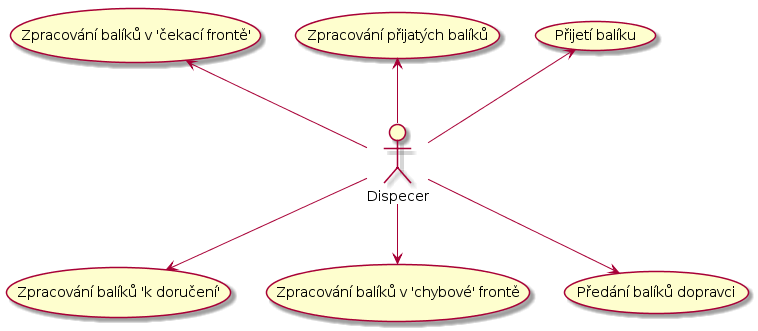 Zpracování balíků v 'čekací frontě'
Zpracování přijatých balíků
Přijetí balíku
Dispecer
Zpracování balíků 'k doručení'
Zpracování balíků v 'chybové' frontě
Předání balíků dopravci